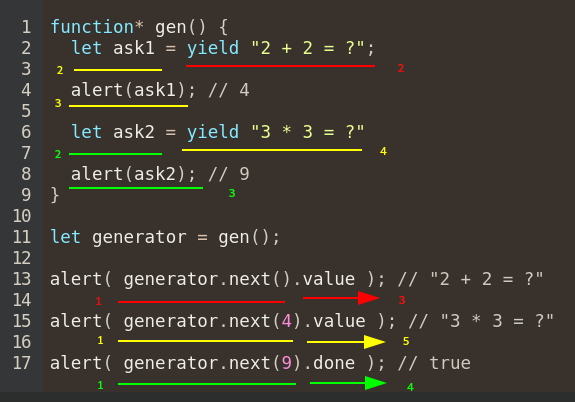 1 function* gen() {
2 let ask1 = yield "2 + 2 = ?";
3 2 2
4 alert(ask1); // 4
5 3
6 let ask2 = yield "3 * 3 = ?"
7 2 4
8 alert(ask2); // 9
9 } 3
10
11 let generator = gen();
12
13 alert( generator.next().value ); // "2 + 2 = ?"
14 1 3
15 alert( generator.next(4).value ); // "3 * 3 = ?"
16 1 5
17 alert( generator.next(9).done ); // true
1 4